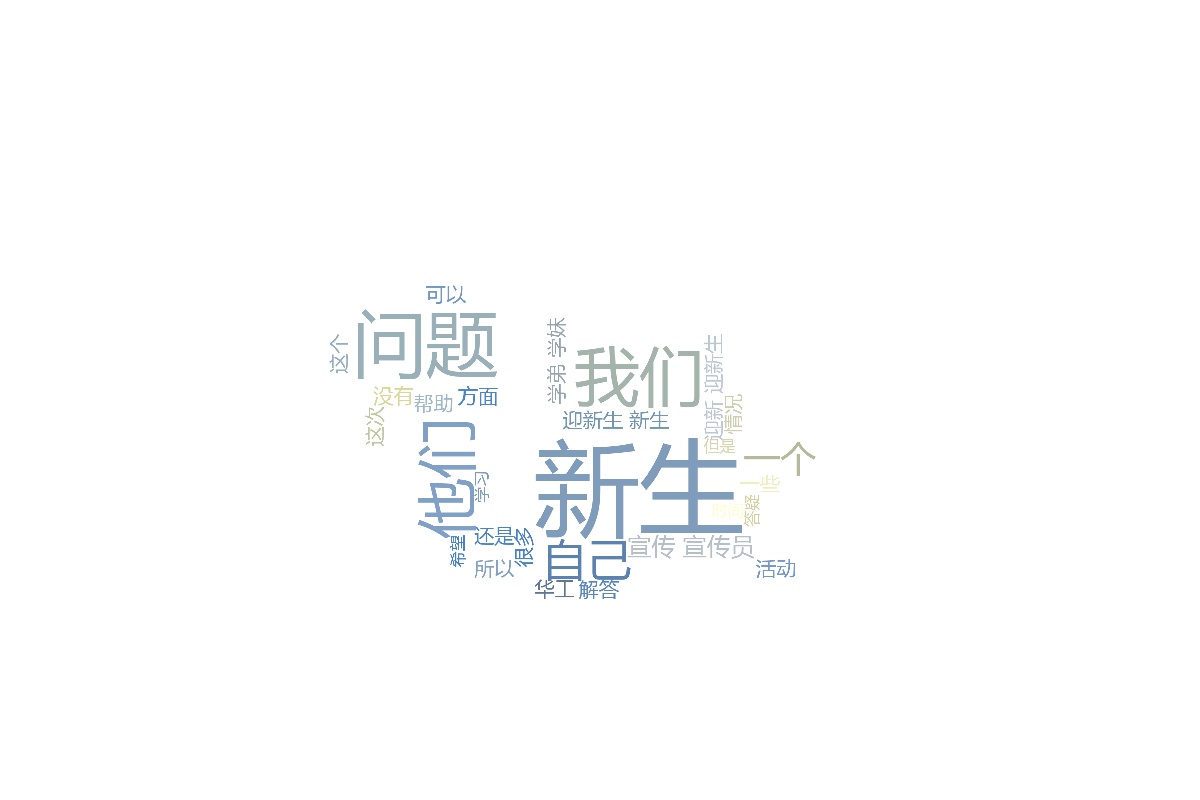 可以
问题
这个
学弟 学妹
我们
迎新 迎新生
没有
帮助
方面
这次
情况
迎新生 新生
但是
他们
新生
一个
学习
一些
答疑
还是
很多
希望
自己
宣传 宣传员
所以
活动
华工
解答